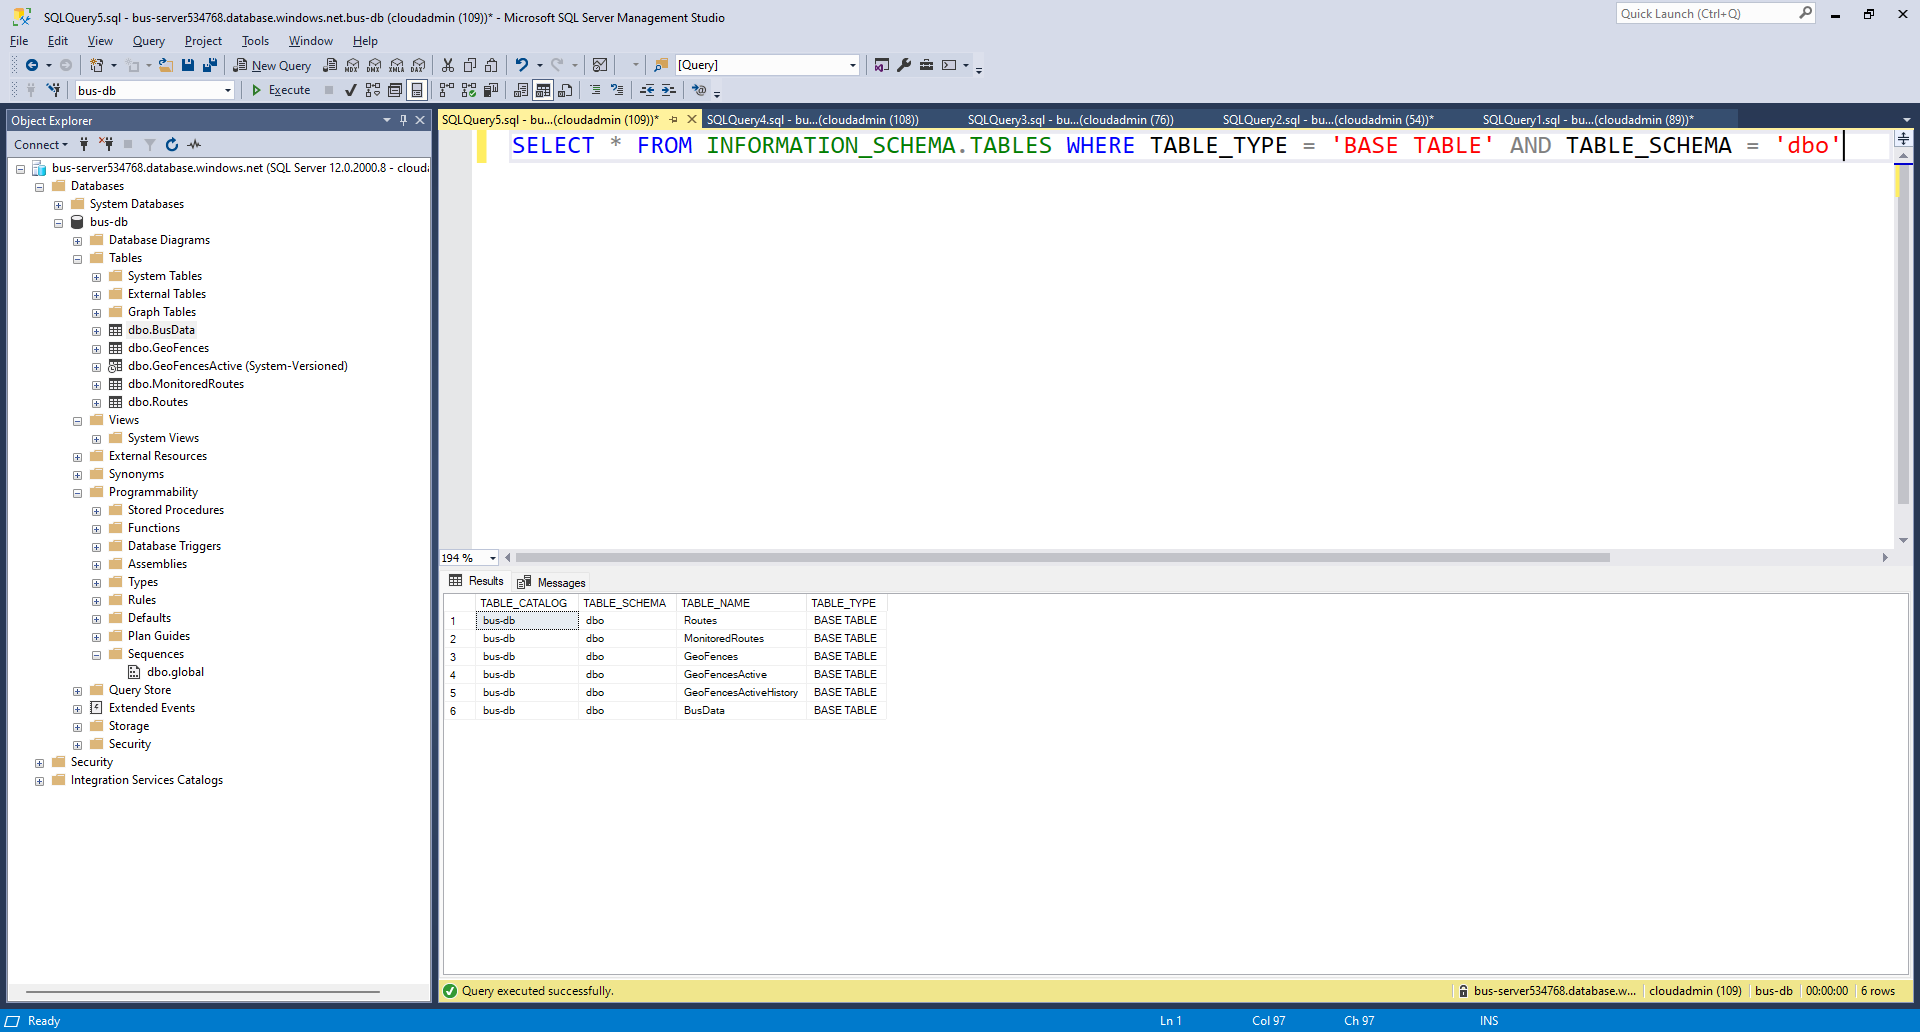 SQLQuery5.sql - bus-server534768.database.windows.net.bus-db (cloudadmin (109))* - Microsoft SQL Server Management Studio
Quick Launch (Ctrl+Q)
File Edit View Query Project Tools Window Help
New Query MDX DMX XMLA DAX [Query]
bus-db Execute
Object Explorer
Connect
bus-server534768.database.windows.net (SQL Server 12.0.2000.8 - cloud
Databases
System Databases
bus-db
Database Diagrams
Tables
System Tables
External Tables
Graph Tables
dbo.BusData
dbo.GeoFences
dbo.GeoFencesActive (System-Versioned)
dbo.MonitoredRoutes
dbo.Routes
Views
System Views
External Resources
Synonyms
Programmability
Stored Procedures
Functions
Database Triggers
Assemblies
Types
Rules
Defaults
Plan Guides
Sequences
dbo.global
Query Store
Extended Events
Storage
Security
Security
Integration Services Catalogs
SQLQuery5.sql - bu...(cloudadmin (109))* SQLQuery4.sql - bu...(cloudadmin (108)) SQLQuery3.sql - bu...(cloudadmin (76)) SQLQuery2.sql - bu...(cloudadmin (54))* SQLQuery1.sql - bu...(cloudadmin (89))*
SELECT * FROM INFORMATION_SCHEMA.TABLES WHERE TABLE_TYPE = 'BASE TABLE' AND TABLE_SCHEMA = 'dbo'
194 %
Results Messages
TABLE_CATALOG TABLE_SCHEMA TABLE_NAME TABLE_TYPE
1 bus-db dbo Routes BASE TABLE
2 bus-db dbo MonitoredRoutes BASE TABLE
3 bus-db dbo GeoFences BASE TABLE
4 bus-db dbo GeoFencesActive BASE TABLE
5 bus-db dbo GeoFencesActiveHistory BASE TABLE
6 bus-db dbo BusData BASE TABLE
Query executed successfully. bus-server534768.database.w... cloudadmin (109) bus-db 00:00:00 6 rows
Ready Ln 1 Col 97 Ch 97 INS